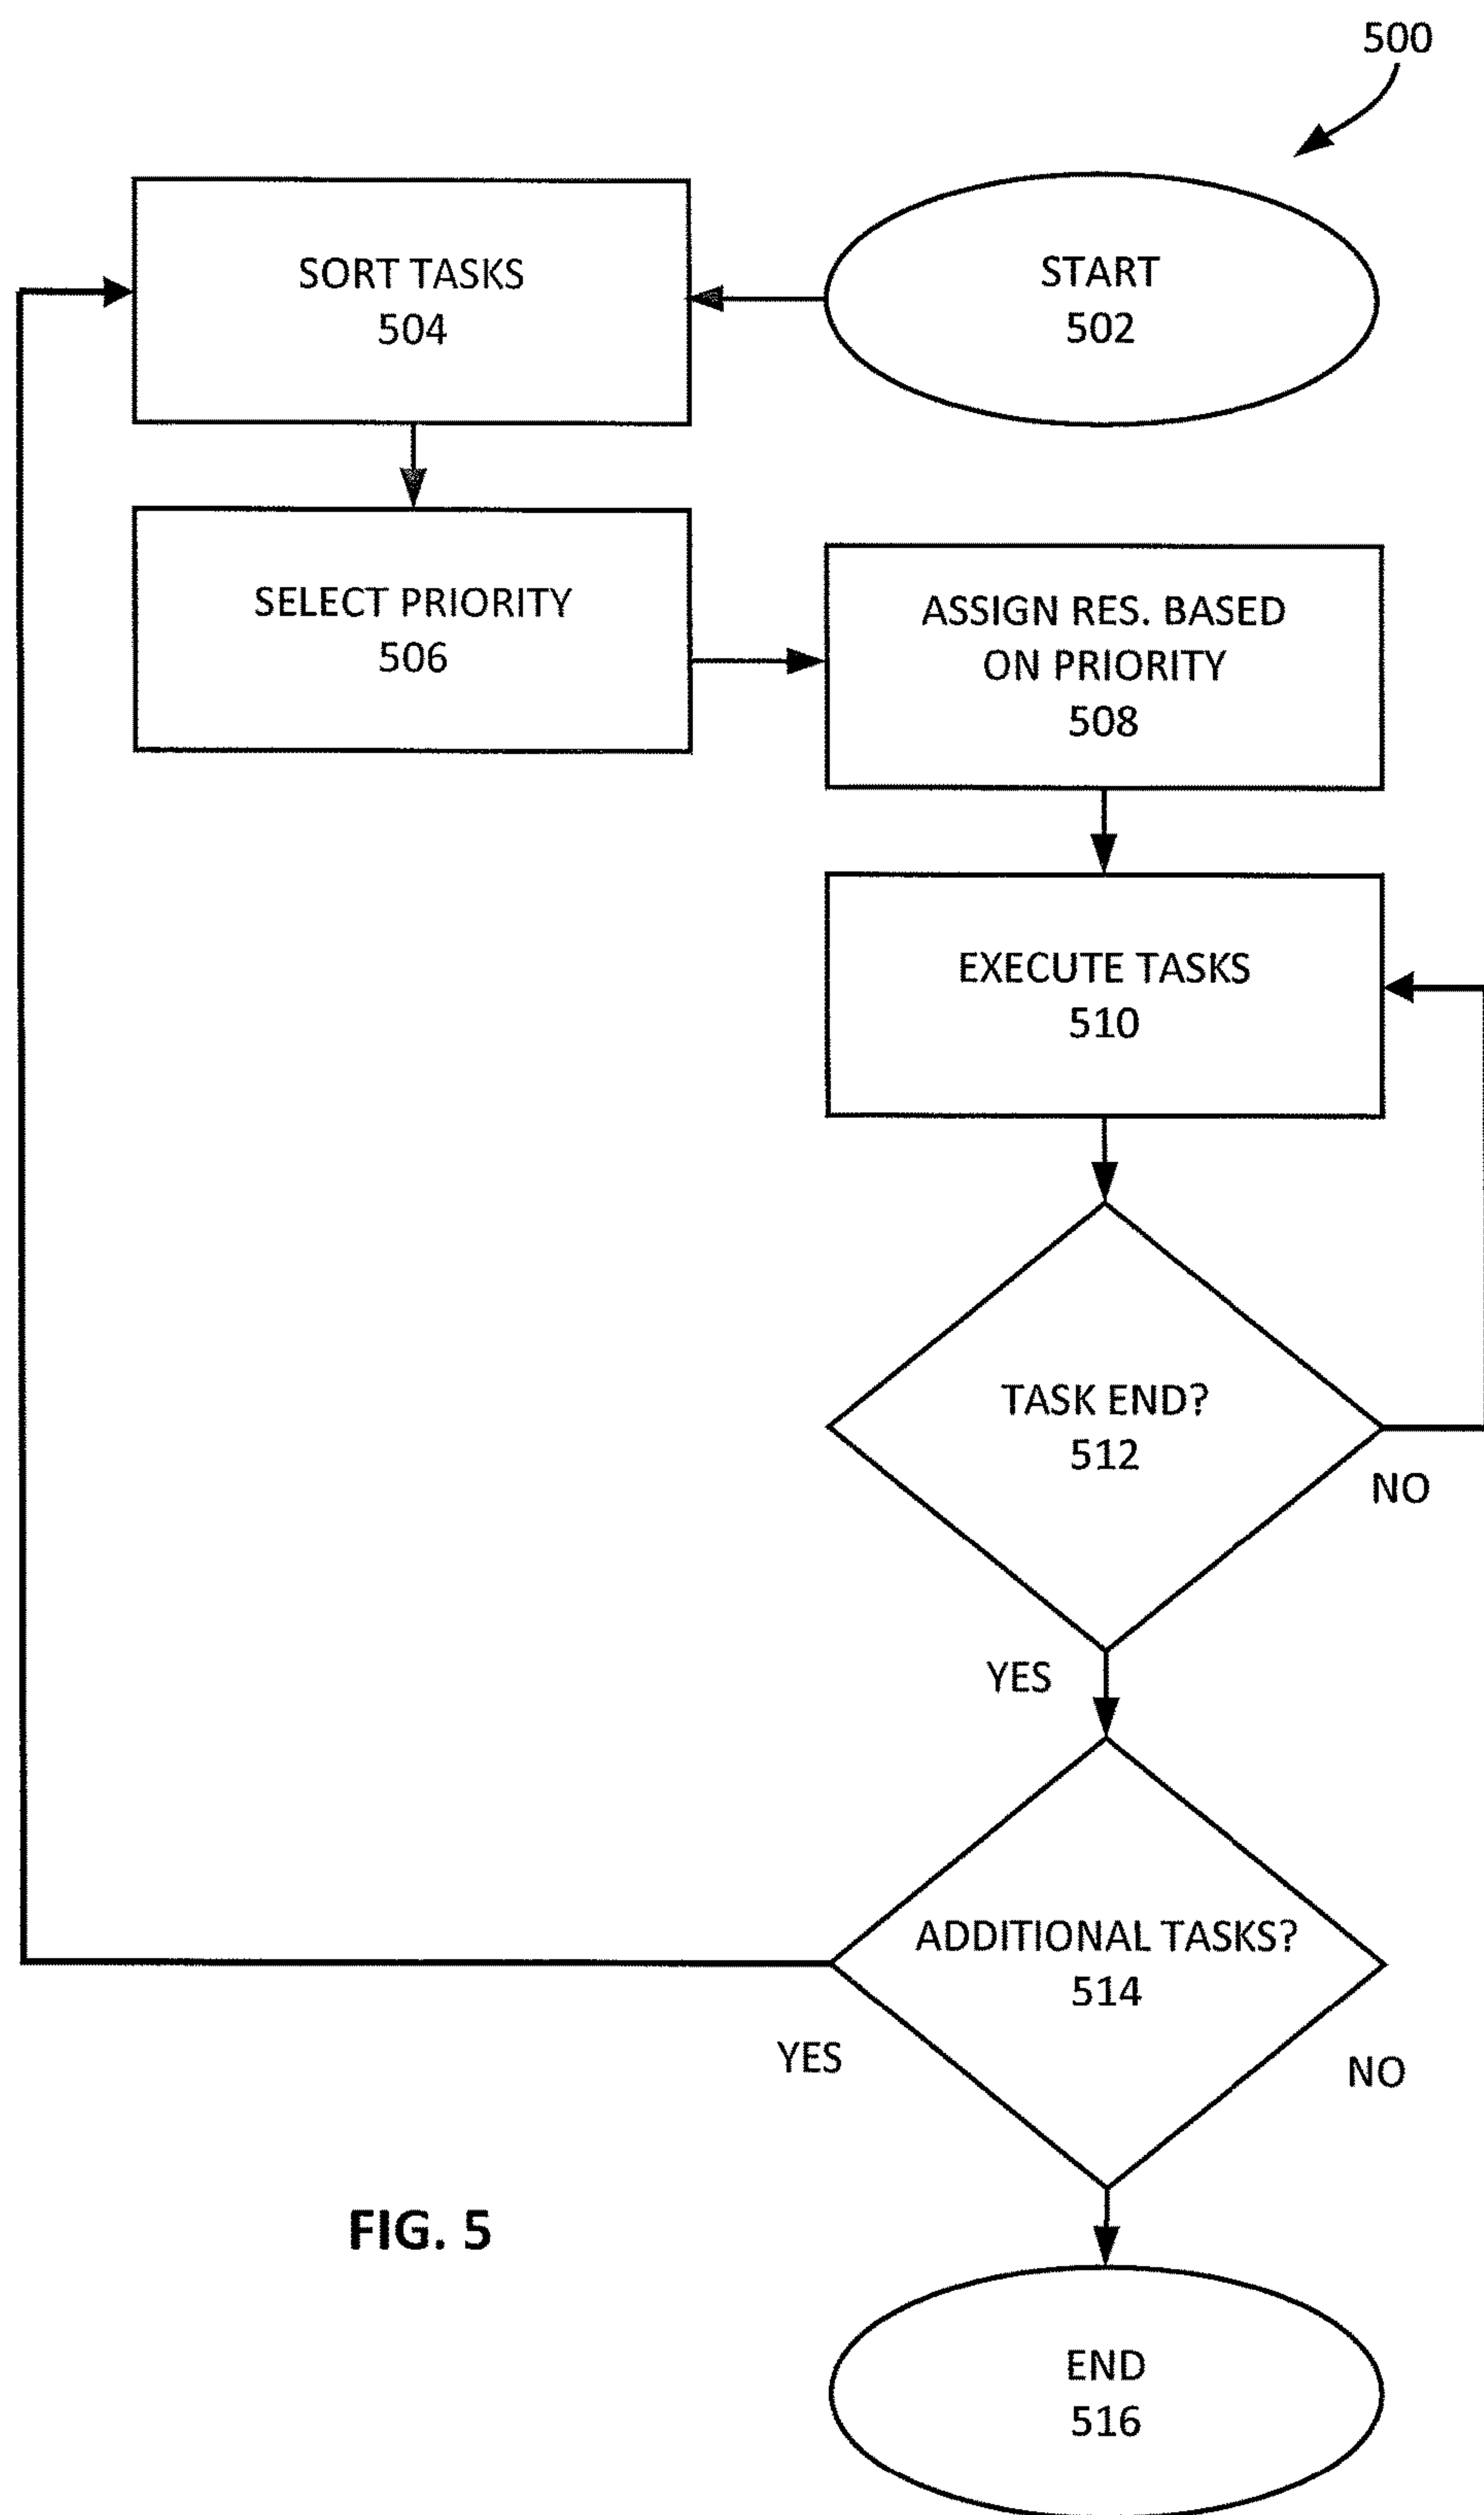 500
START
502
SORT TASKS
504
SELECT PRIORITY
506
ASSIGN RES. BASED
ON PRIORITY
508
EXECUTE TASKS
510
TASK END?
512
NO
YES
ADDITIONAL TASKS?
514
YES
NO
FIG. 5
END
516